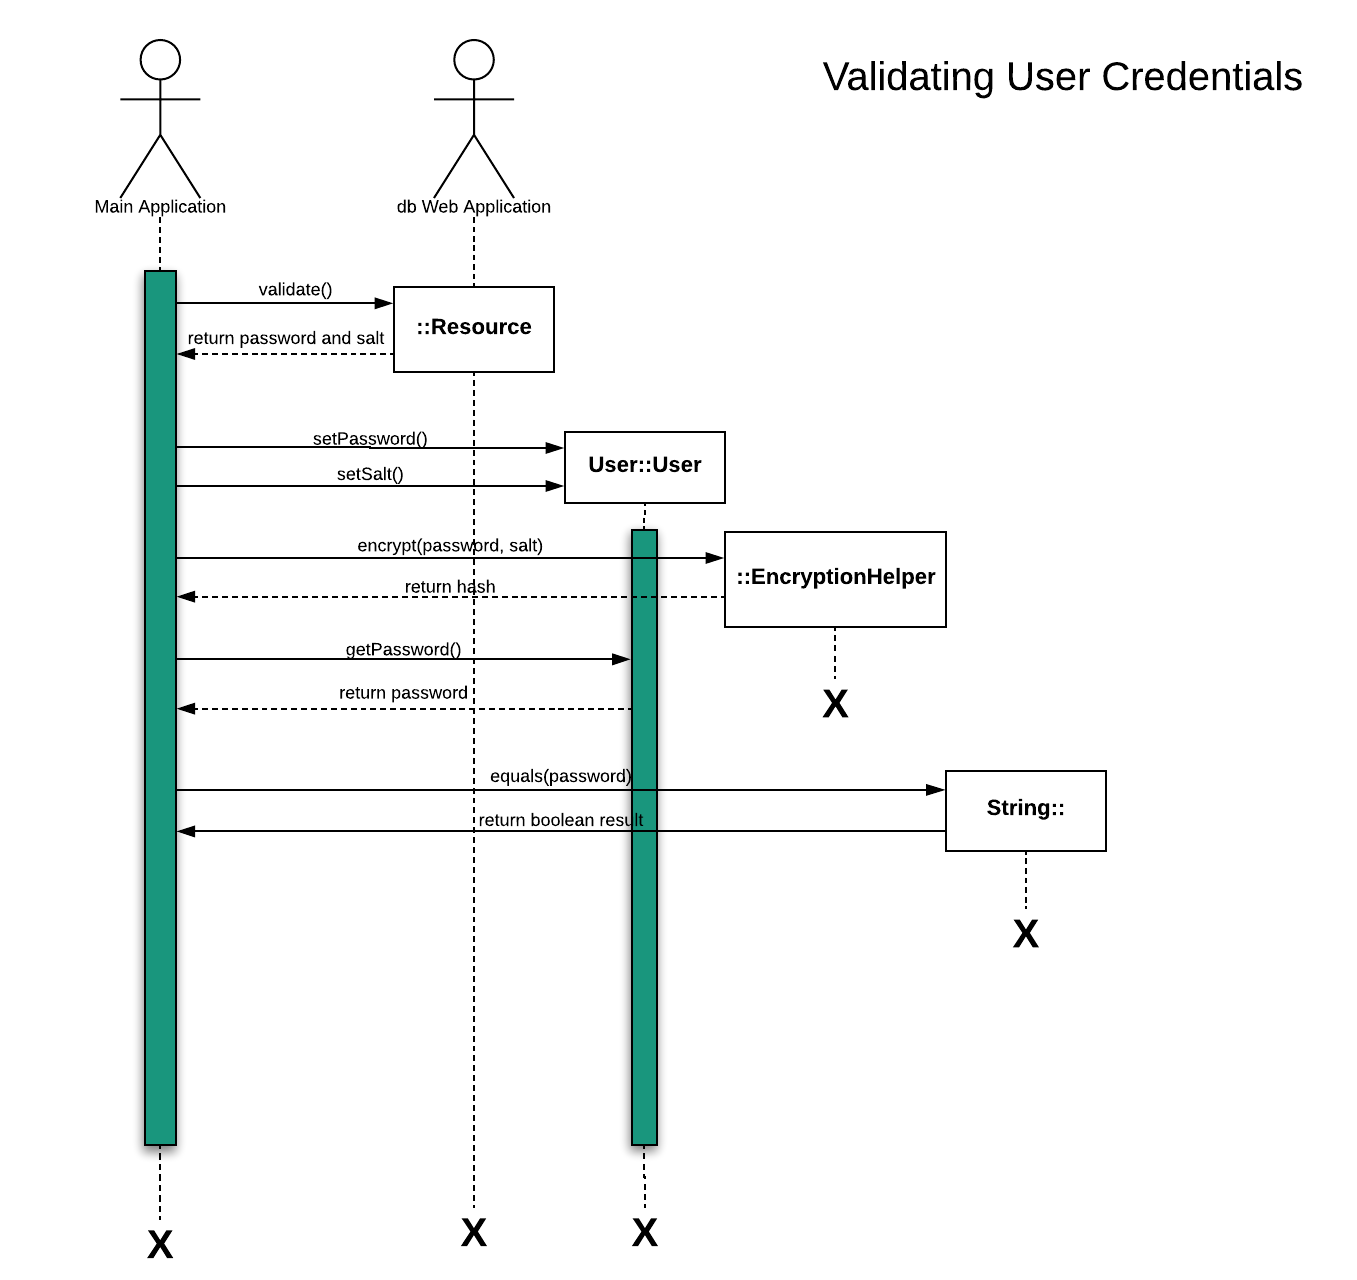 Validating User Credentials
Main Application
db Web Application
validate()
::Resource
return password and salt
setPassword()
User::User
setSalt()
encrypt(password, salt)
::EncryptionHelper
return hash
getPassword()
return password
X
equals(password)
String::
return boolean result
X
X
X
X